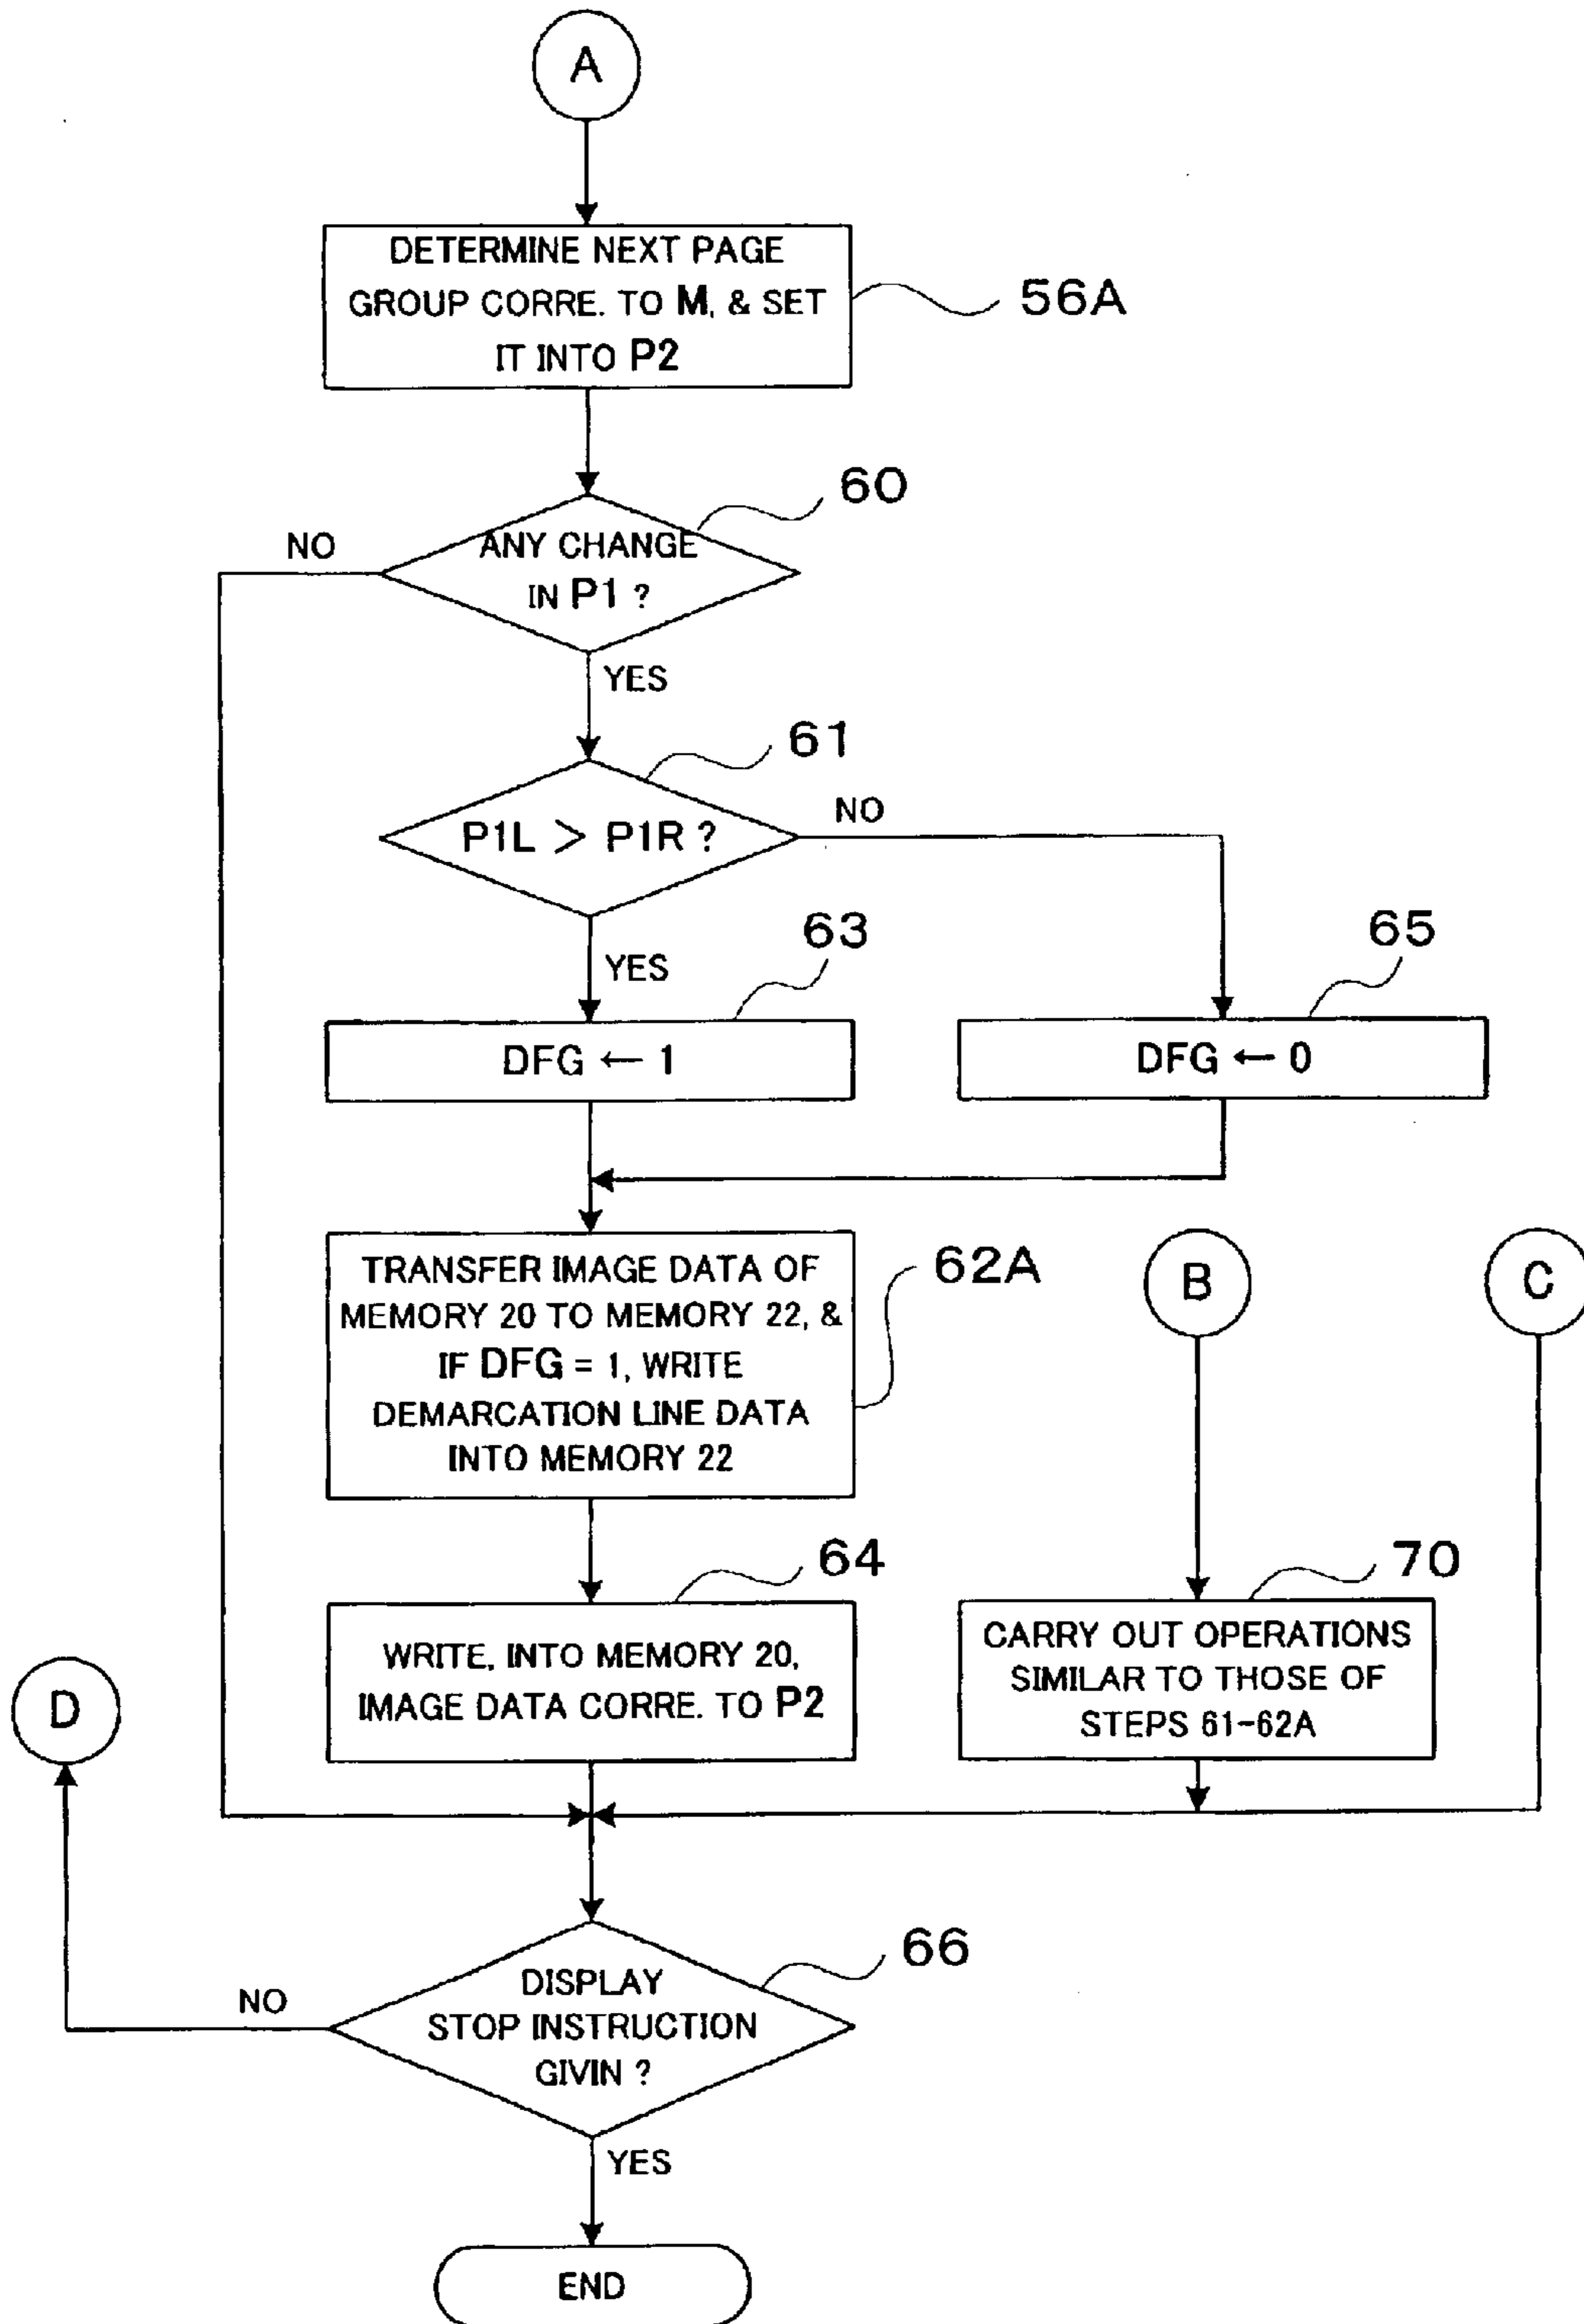 A
DETERMINE NEXT PAGE
GROUP CORRE. TO M, & SET
IT INTO P2
56A
60
NO
ANY CHANGE
IN P1 ?
YES
61
P1L > P1R ?
NO
YES
63
65
DFG ← 1
DFG ← 0
TRANSFER IMAGE DATA OF
MEMORY 20 TO MEMORY 22, &
IF DFG = 1, WRITE
DEMARCATION LINE DATA
INTO MEMORY 22
62A
B
C
64
WRITE, INTO MEMORY 20,
IMAGE DATA CORRE. TO P2
70
CARRY OUT OPERATIONS
SIMILAR TO THOSE OF
STEPS 61-62A
D
66
NO
DISPLAY
STOP INSTRUCTION
GIVIN ?
YES
END